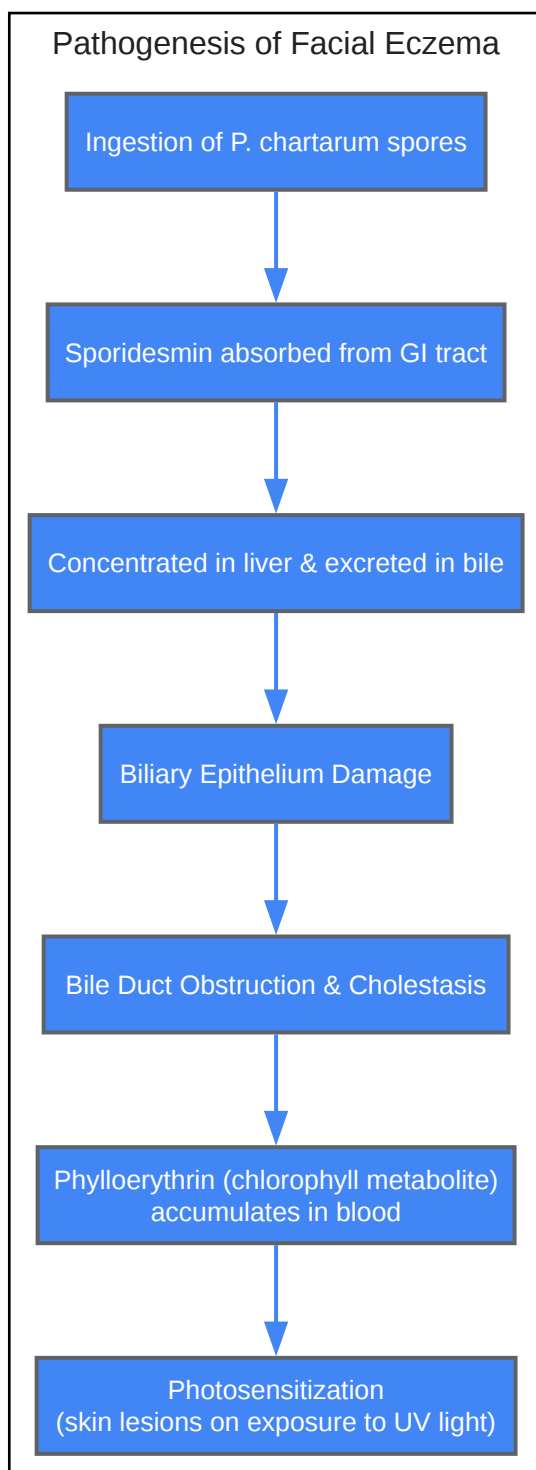 Pathogenesis of Facial Eczema
Ingestion of P. chartarum spores
Sporidesmin absorbed from GI tract
Concentrated in liver & excreted in bile
Biliary Epithelium Damage
Bile Duct Obstruction & Cholestasis
Phylloerythrin (chlorophyll metabolite)
accumulates in blood
Photosensitization
(skin lesions on exposure to UV light)